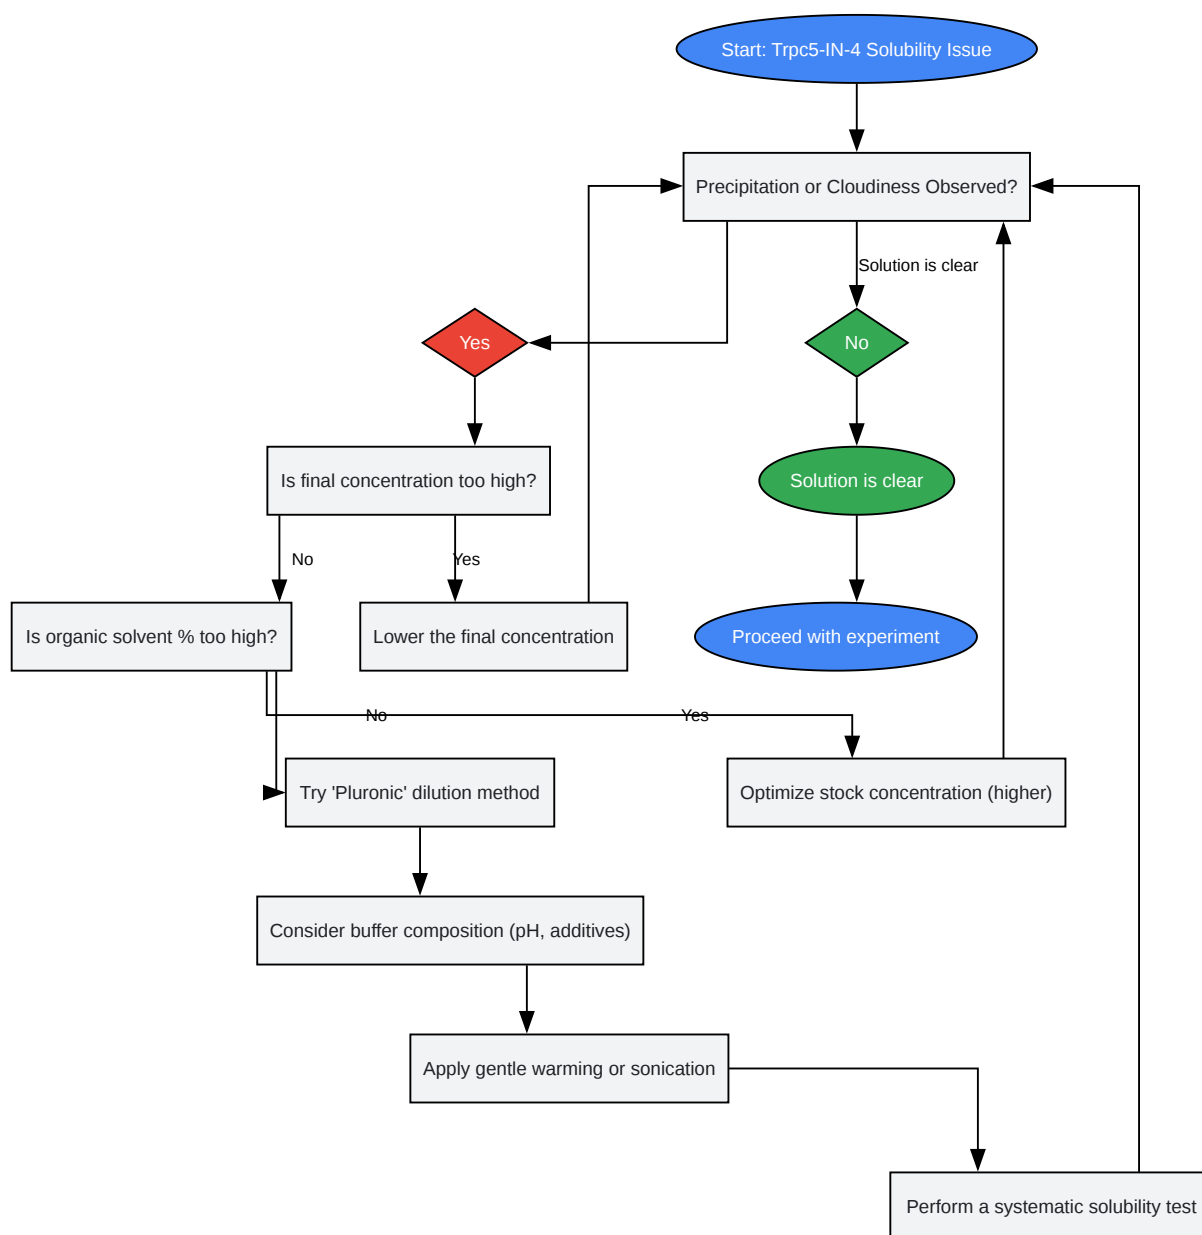 Start: Trpc5-IN-4 Solubility Issue
Precipitation or Cloudiness Observed?
Solution is clear
Yes
No
Is final concentration too high?
Solution is clear
No
Yes
Is organic solvent % too high?
Lower the final concentration
Proceed with experiment
No
Yes
Try 'Pluronic' dilution method
Optimize stock concentration (higher)
Consider buffer composition (pH, additives)
Apply gentle warming or sonication
Perform a systematic solubility test